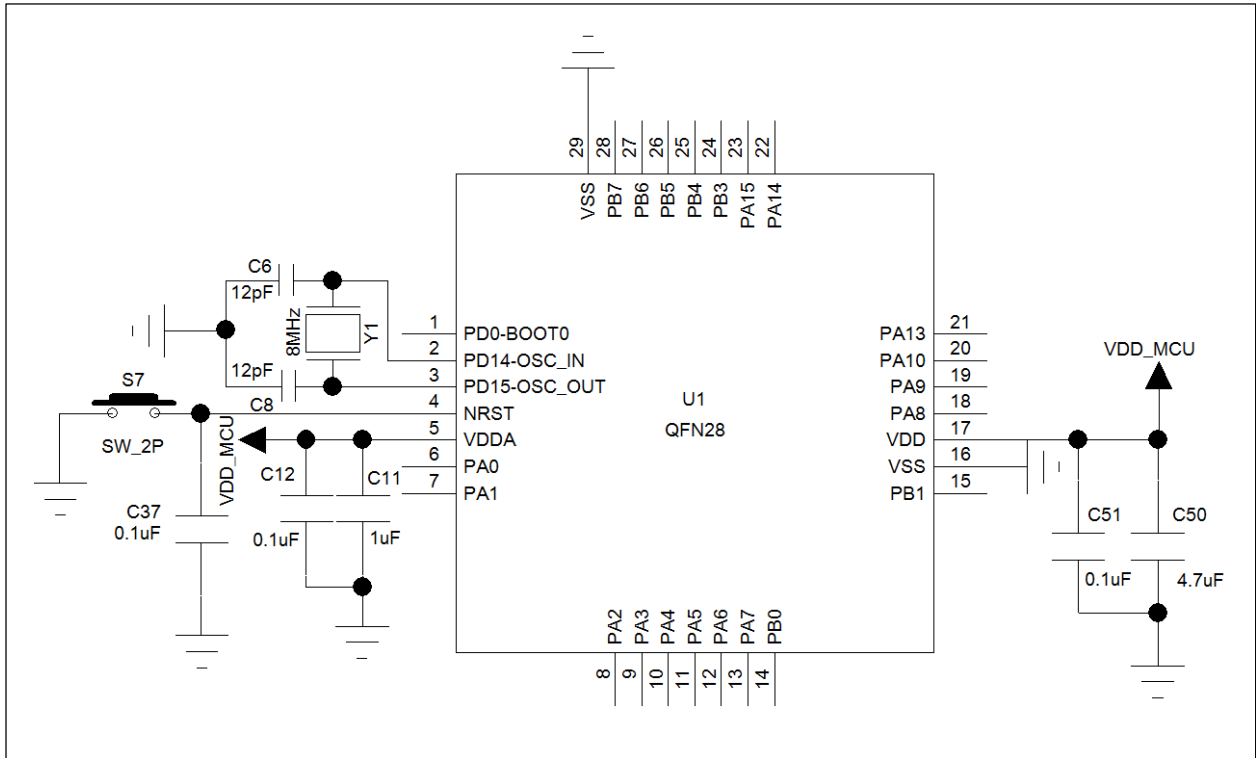 29
28
27
26
25
24
23
22
VSS
PB7
PB6
PB5
PB4
PB3
PA15
PA14
C6
12pF
8MHz
Y1
12pF
C8
S7
SW_2P
VDD_MCU
C37
0.1uF
C12
0.1uF
C11
1uF
1 PD0-BOOT0
2 PD14-OSC_IN
3 PD15-OSC_OUT
4 NRST
5 VDDA
6 PA0
7 PA1
U1
QFN28
PA13 21
PA10 20
PA9 19
PA8 18
VDD 17
VSS 16
PB1 15
VDD_MCU
C51
0.1uF
C50
4.7uF
PA2
PA3
PA4
PA5
PA6
PA7
PB0
8
9
10
11
12
13
14